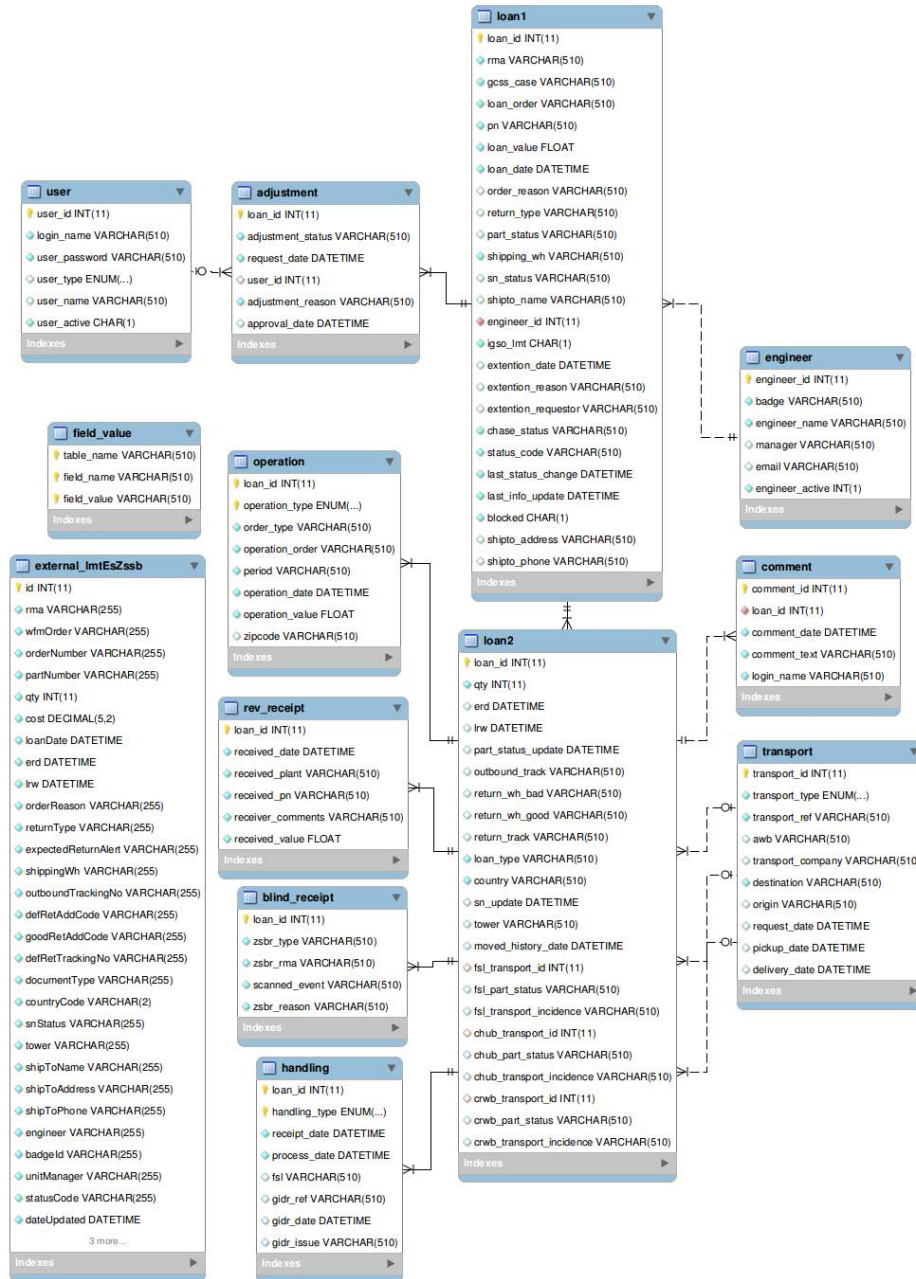 loan1
loan_id INT(11)
rma VARCHAR(510)
gcss_case VARCHAR(510)
loan_order VARCHAR(510)
pn VARCHAR(510)
loan_value FLOAT
loan_date DATETIME
order_reason VARCHAR(510)
return_type VARCHAR(510)
part_status VARCHAR(510)
shipping_wh VARCHAR(510)
sn_status VARCHAR(510)
shipto_name VARCHAR(510)
engineer_id INT(11)
igso_lmt CHAR(1)
extention_date DATETIME
extention_reason VARCHAR(510)
extention_requestor VARCHAR(510)
chase_status VARCHAR(510)
status_code VARCHAR(510)
last_status_change DATETIME
last_info_update DATETIME
blocked CHAR(1)
shipto_address VARCHAR(510)
shipto_phone VARCHAR(510)
Indexes
user
user_id INT(11)
login_name VARCHAR(510)
user_password VARCHAR(510)
user_type ENUM(...)
user_name VARCHAR(510)
user_active CHAR(1)
Indexes
adjustment
loan_id INT(11)
adjustment_status VARCHAR(510)
request_date DATETIME
user_id INT(11)
adjustment_reason VARCHAR(510)
approval_date DATETIME
Indexes
engineer
engineer_id INT(11)
badge VARCHAR(510)
engineer_name VARCHAR(510)
manager VARCHAR(510)
email VARCHAR(510)
engineer_active INT(1)
Indexes
field_value
table_name VARCHAR(510)
field_name VARCHAR(510)
field_value VARCHAR(510)
Indexes
operation
loan_id INT(11)
operation_type ENUM(...)
order_type VARCHAR(510)
operation_order VARCHAR(510)
period VARCHAR(510)
operation_date DATETIME
operation_value FLOAT
zipcode VARCHAR(510)
Indexes
external_lmtEsZssb
id INT(11)
rma VARCHAR(255)
wfmOrder VARCHAR(255)
orderNumber VARCHAR(255)
partNumber VARCHAR(255)
qty INT(11)
cost DECIMAL(5,2)
loanDate DATETIME
erd DATETIME
lrw DATETIME
orderReason VARCHAR(255)
returnType VARCHAR(255)
expectedReturnAlert VARCHAR(255)
shippingWh VARCHAR(255)
outboundTrackingNo VARCHAR(255)
defRetAddCode VARCHAR(255)
goodRetAddCode VARCHAR(255)
defRetTrackingNo VARCHAR(255)
documentType VARCHAR(255)
countryCode VARCHAR(2)
snStatus VARCHAR(255)
tower VARCHAR(255)
shipToName VARCHAR(255)
shipToAddress VARCHAR(255)
shipToPhone VARCHAR(255)
engineer VARCHAR(255)
badgeId VARCHAR(255)
unitManager VARCHAR(255)
statusCode VARCHAR(255)
dateUpdated DATETIME
3 more...
Indexes
comment
comment_id INT(11)
loan_id INT(11)
comment_date DATETIME
comment_text VARCHAR(510)
login_name VARCHAR(510)
Indexes
loan2
loan_id INT(11)
qty INT(11)
erd DATETIME
lrw DATETIME
part_status_update DATETIME
outbound_track VARCHAR(510)
return_wh_bad VARCHAR(510)
return_wh_good VARCHAR(510)
return_track VARCHAR(510)
loan_type VARCHAR(510)
country VARCHAR(510)
sn_update DATETIME
tower VARCHAR(510)
moved_history_date DATETIME
fsl_transport_id INT(11)
fsl_part_status VARCHAR(510)
fsl_transport_incidence VARCHAR(510)
chub_transport_id INT(11)
chub_part_status VARCHAR(510)
chub_transport_incidence VARCHAR(510)
crwb_transport_id INT(11)
crwb_part_status VARCHAR(510)
crwb_transport_incidence VARCHAR(510)
Indexes
rev_receipt
loan_id INT(11)
received_date DATETIME
received_plant VARCHAR(510)
received_pn VARCHAR(510)
receiver_comments VARCHAR(510)
received_value FLOAT
Indexes
transport
transport_id INT(11)
transport_type ENUM(...)
transport_ref VARCHAR(510)
awb VARCHAR(510)
transport_company VARCHAR(510)
destination VARCHAR(510)
origin VARCHAR(510)
request_date DATETIME
pickup_date DATETIME
delivery_date DATETIME
Indexes
blind_receipt
loan_id INT(11)
zsbr_type VARCHAR(510)
zsbr_rma VARCHAR(510)
scanned_event VARCHAR(510)
zsbr_reason VARCHAR(510)
Indexes
handling
loan_id INT(11)
handling_type ENUM(...)
receipt_date DATETIME
process_date DATETIME
fsl VARCHAR(510)
gidr_ref VARCHAR(510)
gidr_date DATETIME
gidr_issue VARCHAR(510)
Indexes